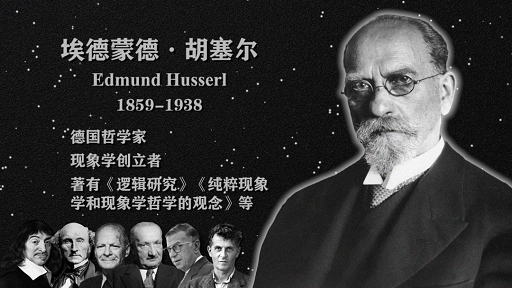 埃德蒙德·胡塞尔
Edmund Husserl
1859-1938
德国哲学家
现象学创立者
著有《逻辑研究》《纯粹现象
学和现象学哲学的观念》等